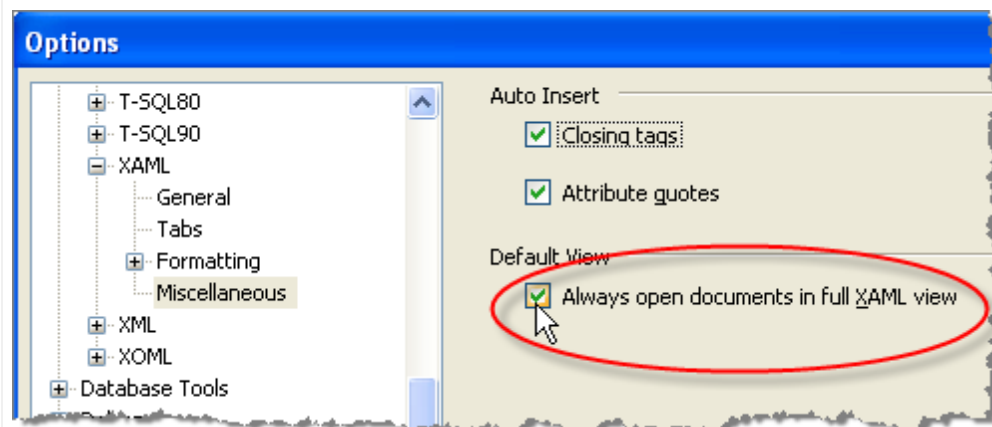 Options
T-SQL80
T-SQL90
XAML
General
Tabs
Formatting
Miscellaneous
XML
XOML
Database Tools
Auto Insert
Closing tags
Attribute quotes
Default View
Always open documents in full XAML view